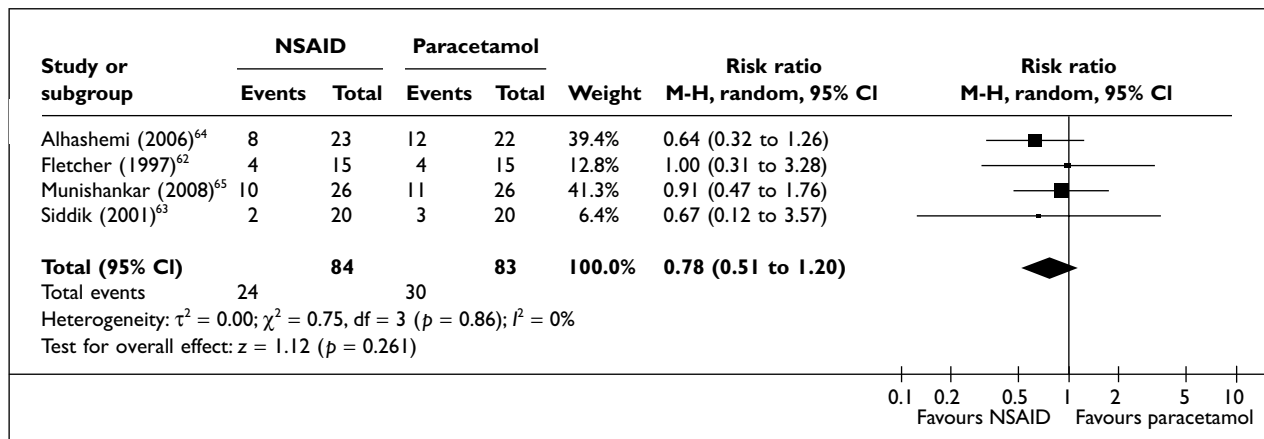 NSAID Paracetamol
Study or subgroup Events Total Events Total Weight Risk ratio M-H, random, 95% CI Risk ratio M-H, random, 95% CI
Alhashemi (2006)⁶⁴ 8 23 12 22 39.4% 0.64 (0.32 to 1.26)
Fletcher (1997)⁶² 4 15 4 15 12.8% 1.00 (0.31 to 3.28)
Munishankar (2008)⁶⁵ 10 26 11 26 41.3% 0.91 (0.47 to 1.76)
Siddik (2001)⁶³ 2 20 3 20 6.4% 0.67 (0.12 to 3.57)
Total (95% CI) 84 83 100.0% 0.78 (0.51 to 1.20)
Total events 24 30
Heterogeneity: τ² = 0.00; χ² = 0.75, df = 3 (p = 0.86); I² = 0%
Test for overall effect: z = 1.12 (p = 0.261)
0.1 0.2 0.5 1 2 5 10
Favours NSAID Favours paracetamol